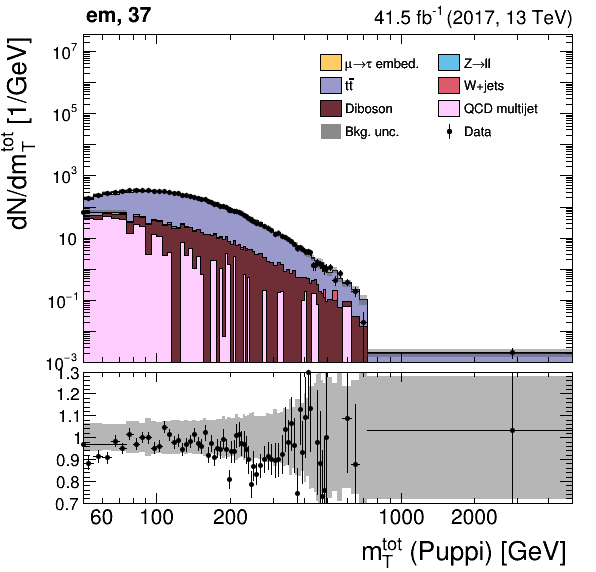 em, 37
41.5 fb⁻¹ (2017, 13 TeV)
dN/dm_T^tot [1/GeV]
10⁷
10⁵
10³
10
10⁻¹
10⁻³
μ→τ embed.
Z→ll
tt̄
W+jets
Diboson
QCD multijet
Bkg. unc.
Data
1.3
1.2
1.1
1
0.9
0.8
0.7
60 100 200 1000 2000
m_T^tot (Puppi) [GeV]